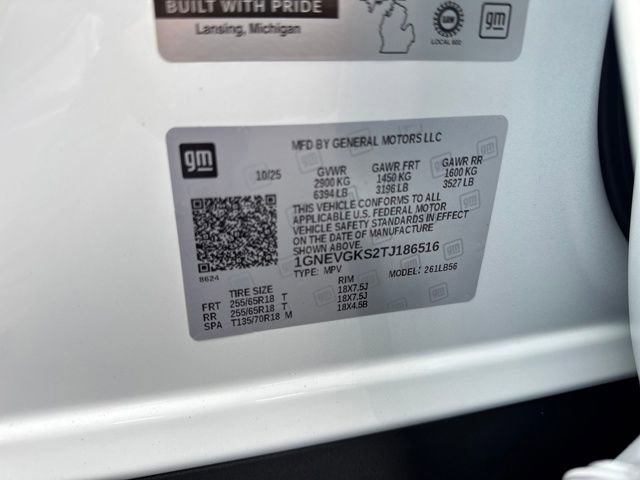 BUILT WITH PRIDE
Lansing, Michigan
LOCAL 602
gm
gm
MFD BY GENERAL MOTORS LLC
10/25
GVWR GAWR FRT GAWR RR
2900 KG 1450 KG 1600 KG
6394 LB 3196 LB 3527 LB
THIS VEHICLE CONFORMS TO ALL
APPLICABLE U.S. FEDERAL MOTOR
VEHICLE SAFETY STANDARDS IN EFFECT
ON THE DATE OF MANUFACTURE
SHOWN ABOVE.
1GNEVGKS2TJ186516
TYPE: MPV MODEL: 261LB56
8624
TIRE SIZE RIM
FRT 255/65R18 T 18X7.5J
RR 255/65R18 T 18X7.5J
SPA T135/70R18 M 18X4.5B